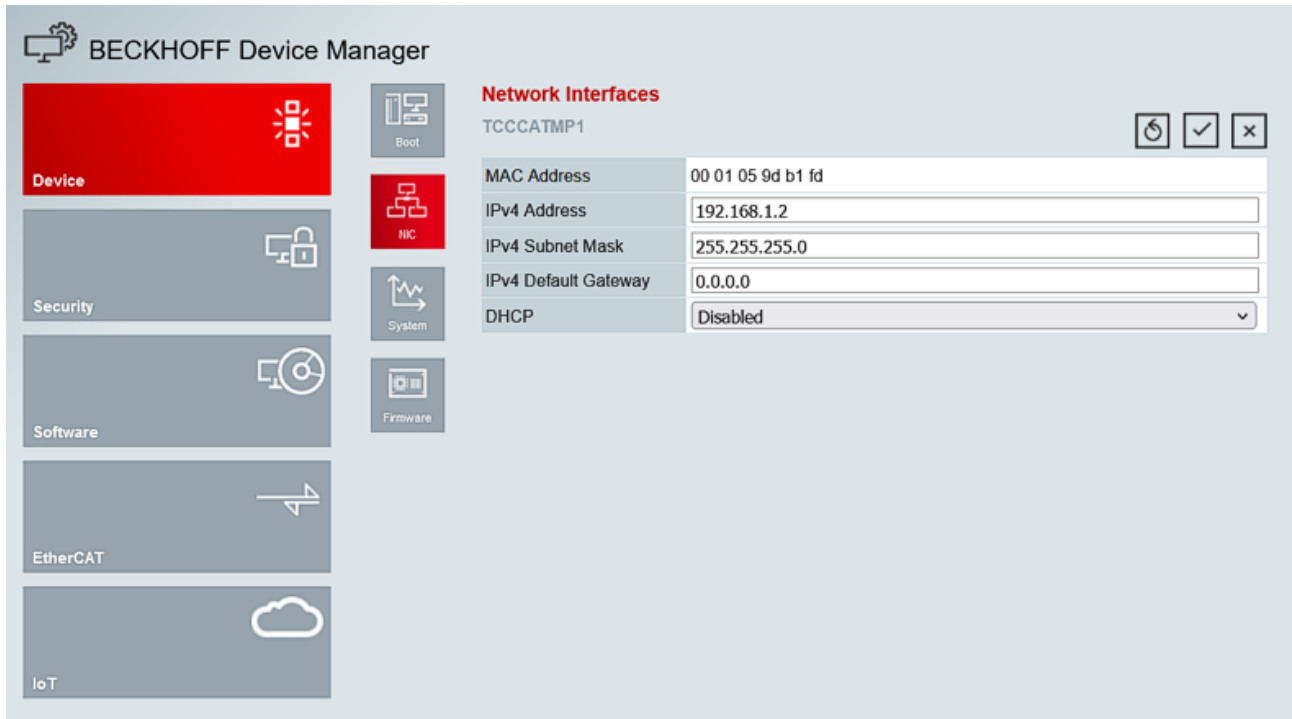 BECKHOFF Device Manager
Device
Security
Software
EtherCAT
IoT
Boot
NIC
System
Firmware
Network Interfaces
TCCCATMP1
MAC Address 00 01 05 9d b1 fd
IPv4 Address 192.168.1.2
IPv4 Subnet Mask 255.255.255.0
IPv4 Default Gateway 0.0.0.0
DHCP Disabled